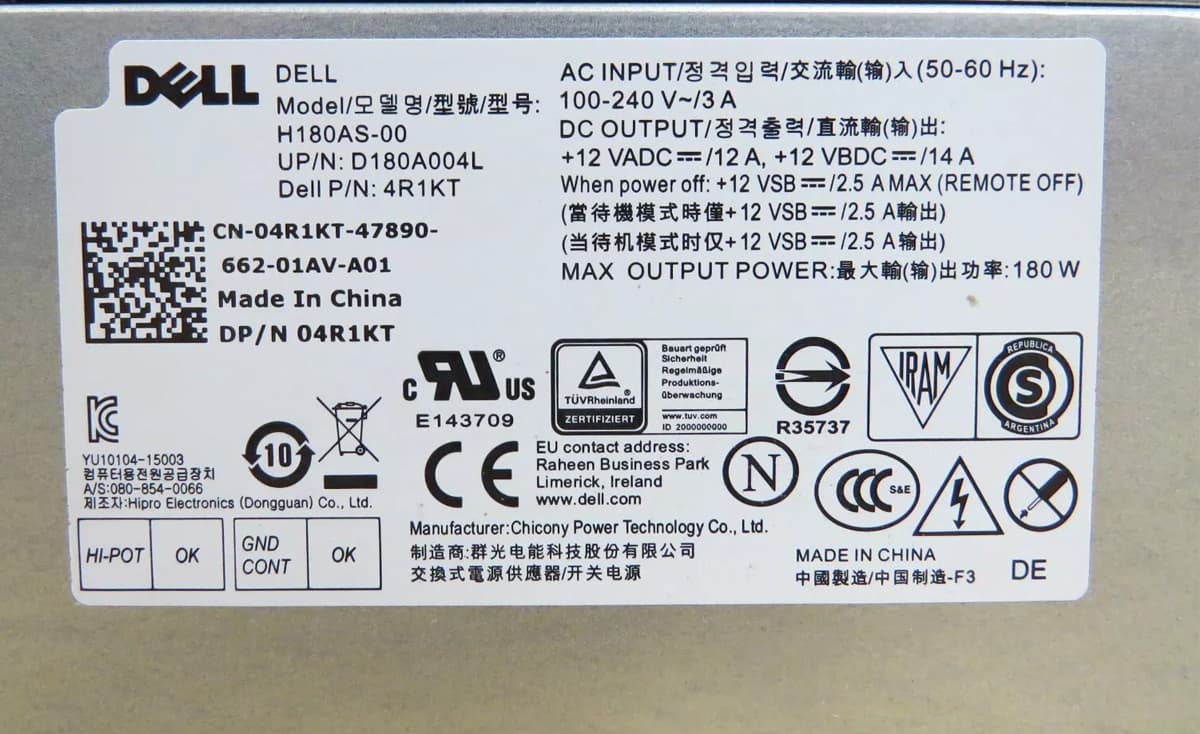 DELL
DELL
Model/모델명/型號/型号:
H180AS-00
UP/N: D180A004L
Dell P/N: 4R1KT
AC INPUT/정격입력/交流輸(输)入(50-60 Hz):
100-240 V~/3 A
DC OUTPUT/정격출력/直流輸(输)出:
+12 VADC⎓/12 A, +12 VBDC⎓/14 A
When power off: +12 VSB⎓/2.5 A MAX (REMOTE OFF)
(當待機模式時僅+12 VSB⎓/2.5 A輸出)
(当待机模式时仅+12 VSB⎓/2.5 A输出)
MAX OUTPUT POWER:最大輸(输)出功率:180 W
CN-04R1KT-47890-
662-01AV-A01
Made In China
DP/N 04R1KT
KC
YU10104-15003
컴퓨터용전원공급장치
A/S:080-854-0066
제조자:Hipro Electronics (Dongguan) Co., Ltd.
10
HI-POT OK
GND CONT OK
c RU ® US
E143709
TÜVRheinland ®
ZERTIFIZIERT
Bauart geprüft
Sicherheit
Regelmäßige
Produktions-
überwachung
www.tuv.com
ID 2000000000
R35737
IRAM
REPUBLICA
S
ARGENTINA
CE
EU contact address:
Raheen Business Park
Limerick, Ireland
www.dell.com
N
CCC S&E
Manufacturer:Chicony Power Technology Co., Ltd.
制造商:群光电能科技股份有限公司
交換式電源供應器/开关电源
MADE IN CHINA
中國製造/中国制造-F3
DE